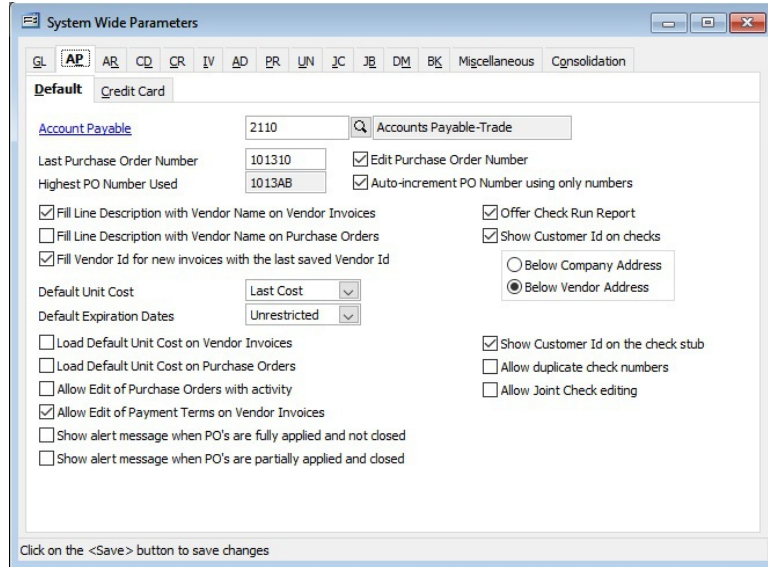 System Wide Parameters
GL AP AR CD CR IV AD PR UN JC JB DM BK Miscellaneous Consolidation
Default Credit Card
Account Payable 2110 Accounts Payable-Trade
Last Purchase Order Number 101310 Edit Purchase Order Number
Highest PO Number Used 1013AB Auto-increment PO Number using only numbers
Fill Line Description with Vendor Name on Vendor Invoices Offer Check Run Report
Fill Line Description with Vendor Name on Purchase Orders Show Customer Id on checks
Fill Vendor Id for new invoices with the last saved Vendor Id Below Company Address
Default Unit Cost Last Cost Below Vendor Address
Default Expiration Dates Unrestricted
Load Default Unit Cost on Vendor Invoices Show Customer Id on the check stub
Load Default Unit Cost on Purchase Orders Allow duplicate check numbers
Allow Edit of Purchase Orders with activity Allow Joint Check editing
Allow Edit of Payment Terms on Vendor Invoices
Show alert message when PO's are fully applied and not closed
Show alert message when PO's are partially applied and closed
Click on the <Save> button to save changes